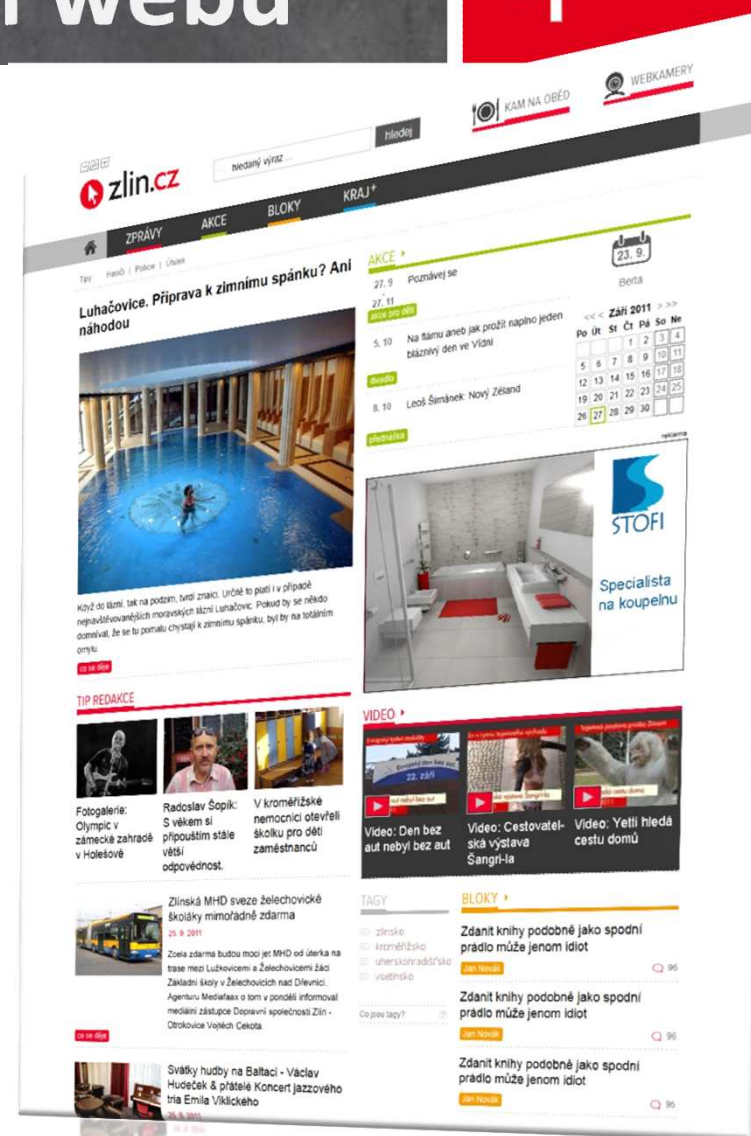 webu
KAM NA OBĚD
WEBKAMERY
zlin.cz
hledaný výraz ...
hledej
ZPRÁVY
AKCE
BLOKY
KRAJ+
Tipy Hasiči | Policie | Útulek
Luhačovice. Příprava k zimnímu spánku? Ani
náhodou
Když do lázní, tak na podzim, tvrdí znalci. Určitě to platí i v případě
nejnavštěvovanějších moravských lázní Luhačovic. Pokud by se někdo
domníval, že se tu pomalu chystají k zimnímu spánku, byl by na totálním
omylu.
co se děje
AKCE
27. 9
-
27. 11
Poznávej se
akce pro děti
5. 10
Na flámu aneb jak prožít naplno jeden
bláznivý den ve Vídni
divadlo
8. 10
Leoš Šimánek: Nový Zéland
přednáška
23. 9.
Berta
<< < Září 2011 > >>
Po Út St Čt Pá So Ne
1 2 3 4
5 6 7 8 9 10 11
12 13 14 15 16 17 18
19 20 21 22 23 24 25
26 27 28 29 30
reklama
STOFI
Specialista
na koupelnu
TIP REDAKCE
Fotogalerie:
Olympic v
zámecké zahradě
v Holešově
Radoslav Šopík:
S věkem si
připouštím stále
větší
odpovědnost.
V kroměřížské
nemocnici otevřeli
školku pro děti
zaměstnanců
VIDEO
Evropský den bez aut
22. září
Video: Den bez
aut nebyl bez aut
Video: Cestovatel-
ská výstava
Šangri-la
Video: Yetti hledá
cestu domů
Zlínská MHD sveze želechovické
školáky mimořádně zdarma
25. 9. 2011
Zcela zdarma budou moci jet MHD od úterka na
trase mezi Lužkovicemi a Želechovicemi žáci
Základní školy v Želechovicích nad Dřevnicí.
Agenturu Mediafaax o tom v pondělí informoval
mediální zástupce Dopravní společnosti Zlín -
Otrokovice Vojtěch Cekota.
co se děje
Svátky hudby na Baltaci - Václav
Hudeček & přátelé Koncert jazzového
tria Emila Viklického
25. 9. 2011
TAGY
zlínsko
kroměřížsko
uherskohradišťsko
vsetínsko
Co jsou tagy?
BLOKY
Zdanit knihy podobně jako spodní
prádlo může jenom idiot
Jan Novák
96
Zdanit knihy podobně jako spodní
prádlo může jenom idiot
Jan Novák
96
Zdanit knihy podobně jako spodní
prádlo může jenom idiot
Jan Novák
96